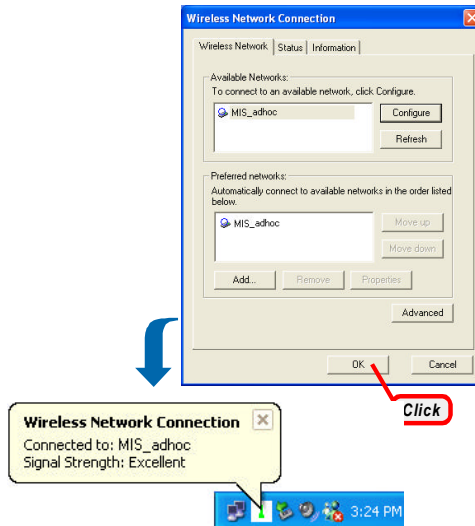 Wireless Network Connection
Wireless Network Status Information
Available Networks:
To connect to an available network, click Configure.
MIS_adhoc
Configure
Refresh
Preferred networks:
Automatically connect to available networks in the order listed
below.
MIS_adhoc
Move up
Move down
Add... Remove Properties
Advanced
OK Cancel
Click
Wireless Network Connection
Connected to: MIS_adhoc
Signal Strength: Excellent
3:24 PM